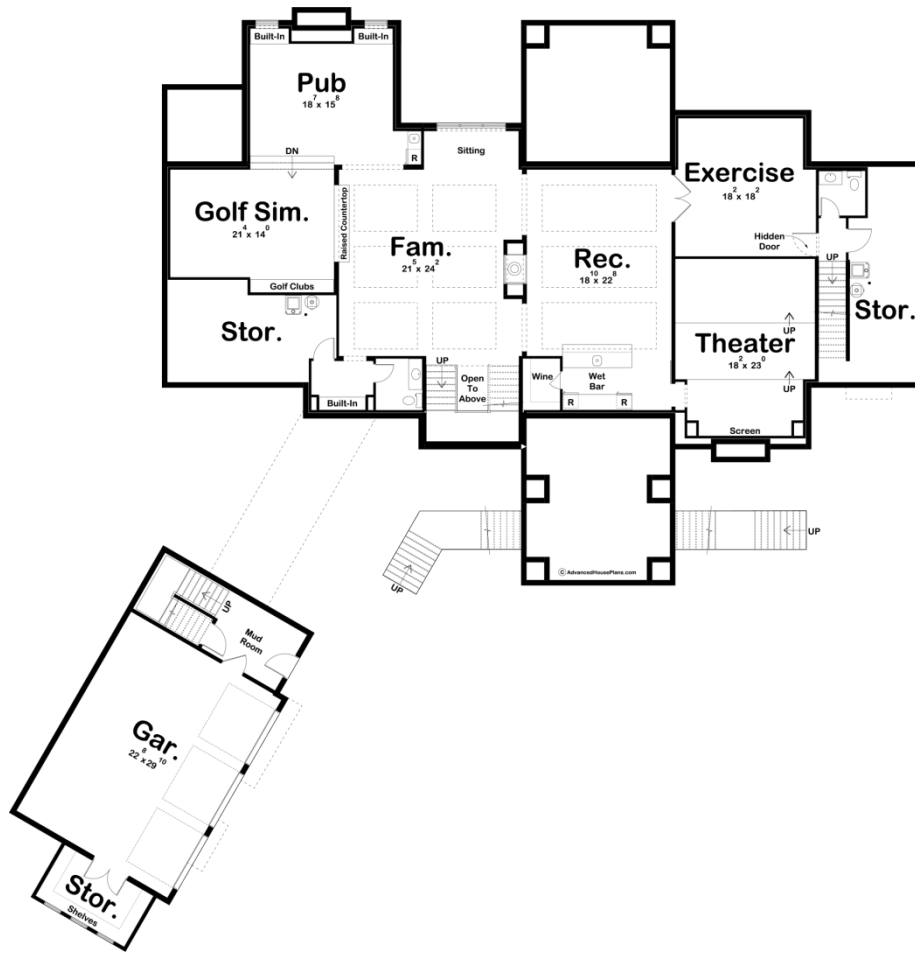 Built-In
Built-In
Pub
18⁷ x 15⁸
DN
R
Sitting
Golf Sim.
21⁴ x 14⁰
Raised Countertop
Golf Clubs
Fam.
21⁵ x 24²
Rec.
18¹⁰ x 22⁸
Exercise
18² x 18²
Hidden
Door
UP
Stor.
Stor.
Theater
18² x 23⁰
UP
UP
Screen
UP
Open
To
Above
Wine
Wet
Bar
R
R
Built-In
UP
UP
© AdvancedHousePlans.com
UP
Mud
Room
Gar.
22⁸ x 29¹⁰
Stor.
Shelves